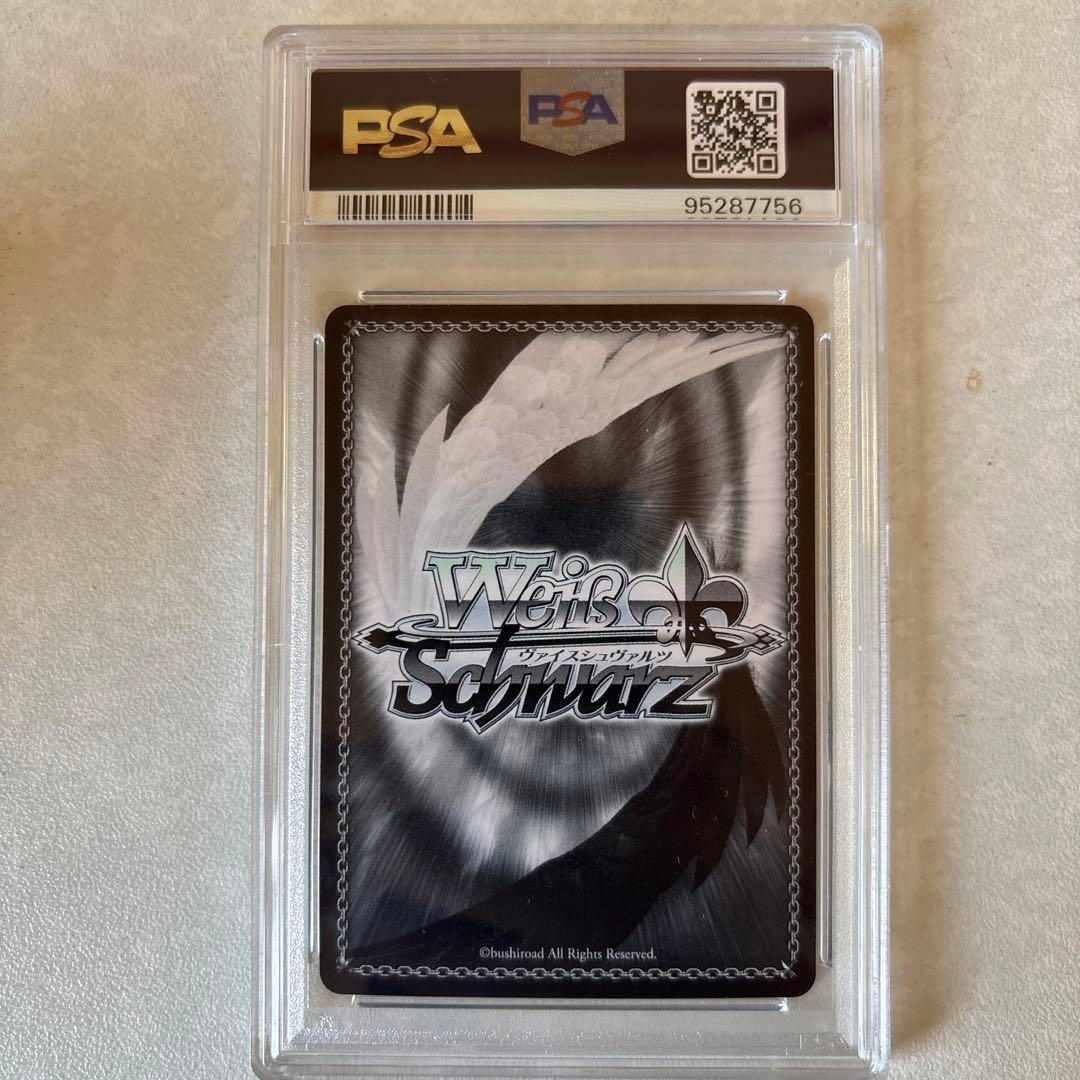 PSA
PSA
95287756
Weiß
ヴァイスシュヴァルツ
Schwarz
©bushiroad All Rights Reserved.